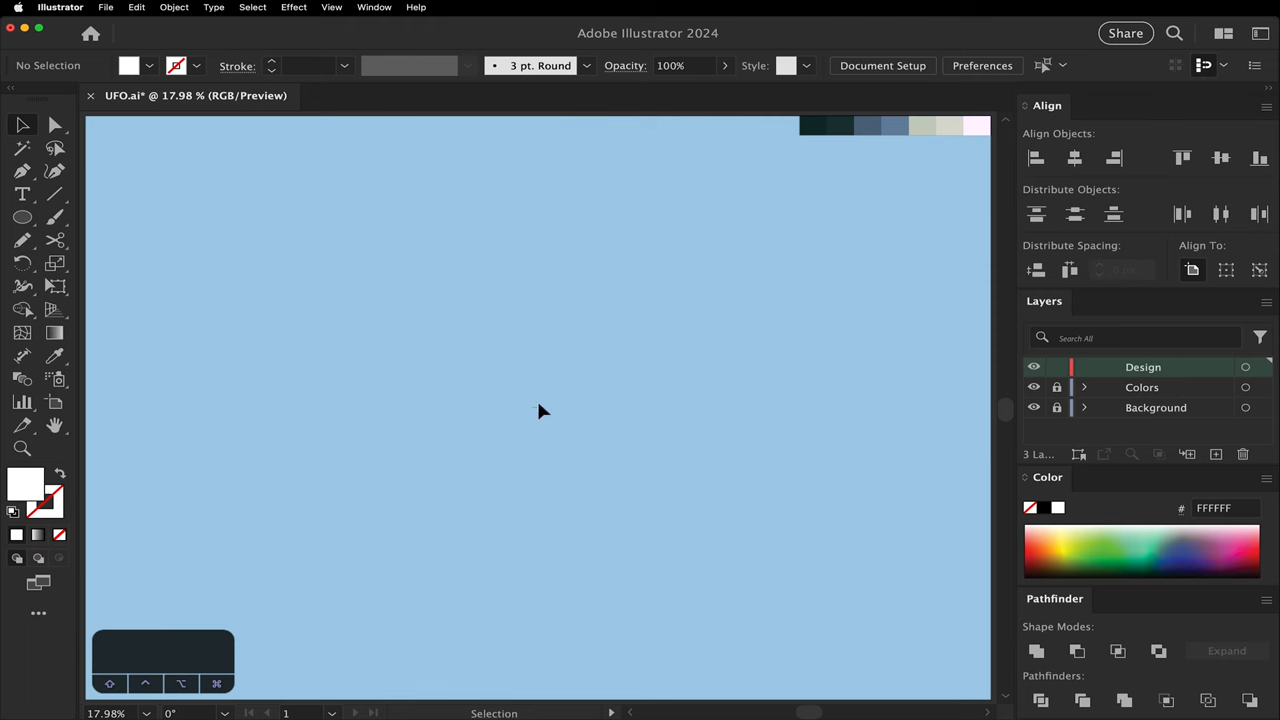 Illustrator File Edit Object Type Select Effect View Window Help
Adobe Illustrator 2024
Share
No Selection Stroke: 3 pt. Round Opacity: 100% Style: Document Setup Preferences
UFO.ai* @ 17.98 % (RGB/Preview)
Align
Align Objects:
Distribute Objects:
Distribute Spacing: Align To:
0 px
Layers
Search All
Design
Colors
Background
3 La...
Color
# FFFFFF
Pathfinder
Shape Modes:
Expand
Pathfinders:
17.98% 0° 1 Selection